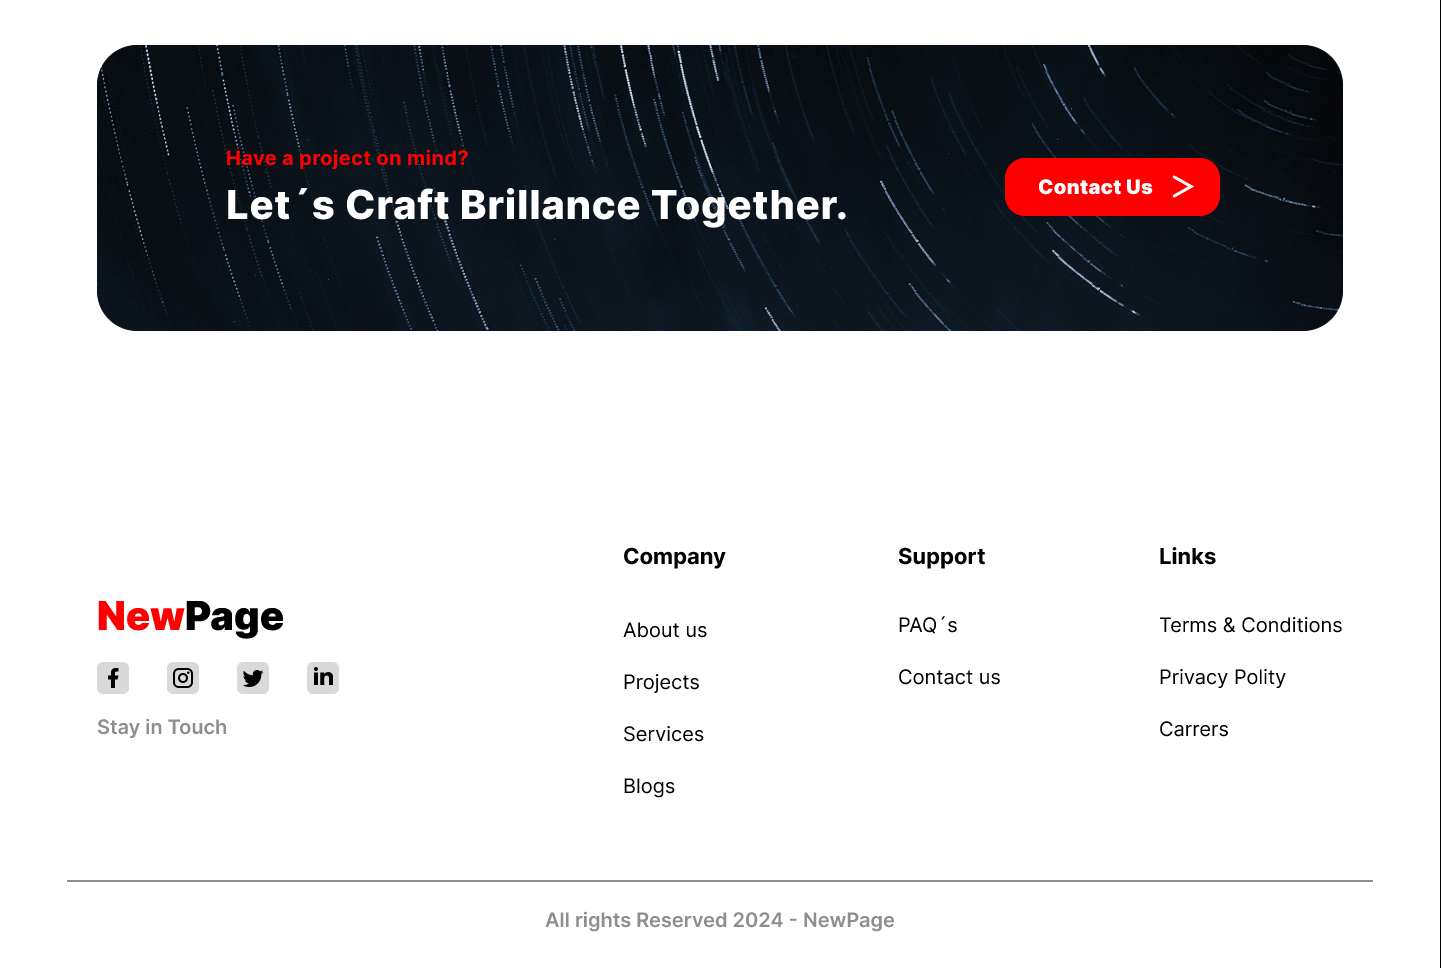 Have a project on mind?
Let´s Craft Brillance Together.
Contact Us
NewPage
Stay in Touch
Company
About us
Projects
Services
Blogs
Support
PAQ´s
Contact us
Links
Terms & Conditions
Privacy Polity
Carrers
All rights Reserved 2024 - NewPage